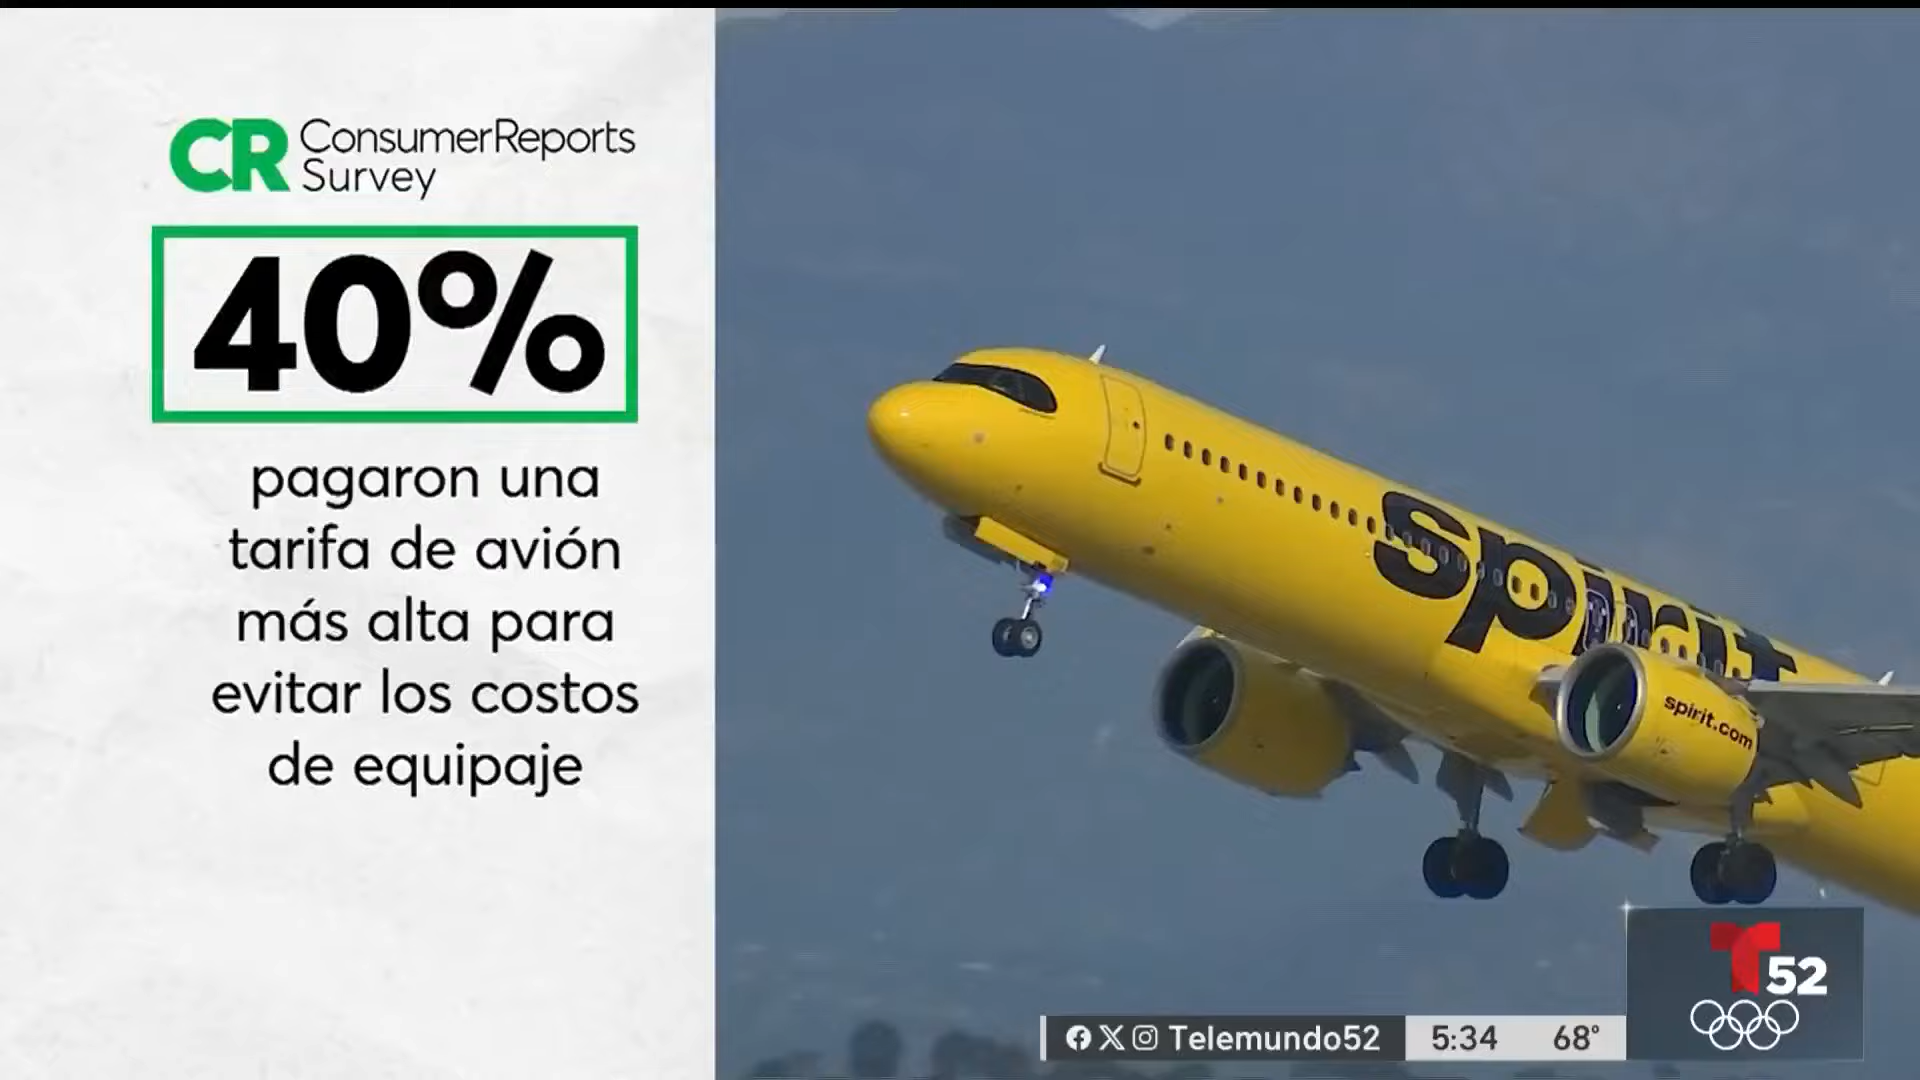 CR ConsumerReports
Survey
40%
pagaron una
tarifa de avión
más alta para
evitar los costos
de equipaje
spirit
spirit.com
T 52
Telemundo52 5:34 68°